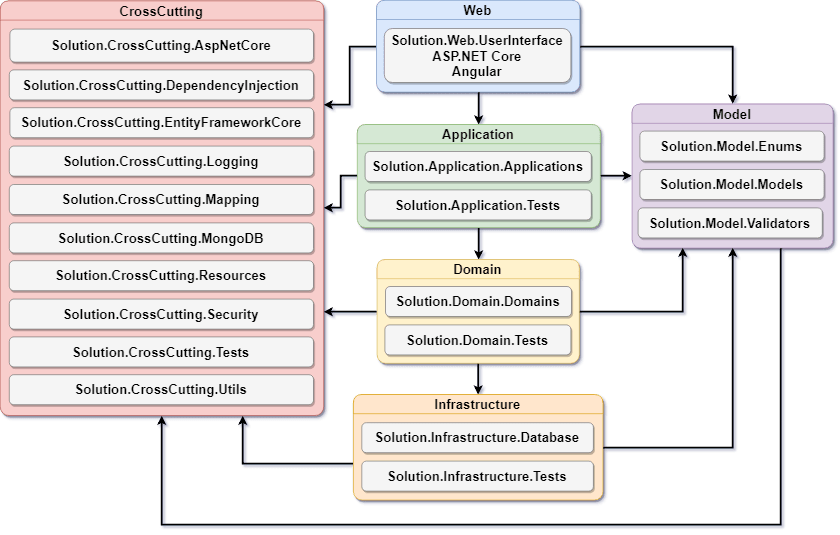 CrossCutting
Solution.CrossCutting.AspNetCore
Solution.CrossCutting.DependencyInjection
Solution.CrossCutting.EntityFrameworkCore
Solution.CrossCutting.Logging
Solution.CrossCutting.Mapping
Solution.CrossCutting.MongoDB
Solution.CrossCutting.Resources
Solution.CrossCutting.Security
Solution.CrossCutting.Tests
Solution.CrossCutting.Utils
Web
Solution.Web.UserInterface
ASP.NET Core
Angular
Application
Solution.Application.Applications
Solution.Application.Tests
Domain
Solution.Domain.Domains
Solution.Domain.Tests
Infrastructure
Solution.Infrastructure.Database
Solution.Infrastructure.Tests
Model
Solution.Model.Enums
Solution.Model.Models
Solution.Model.Validators